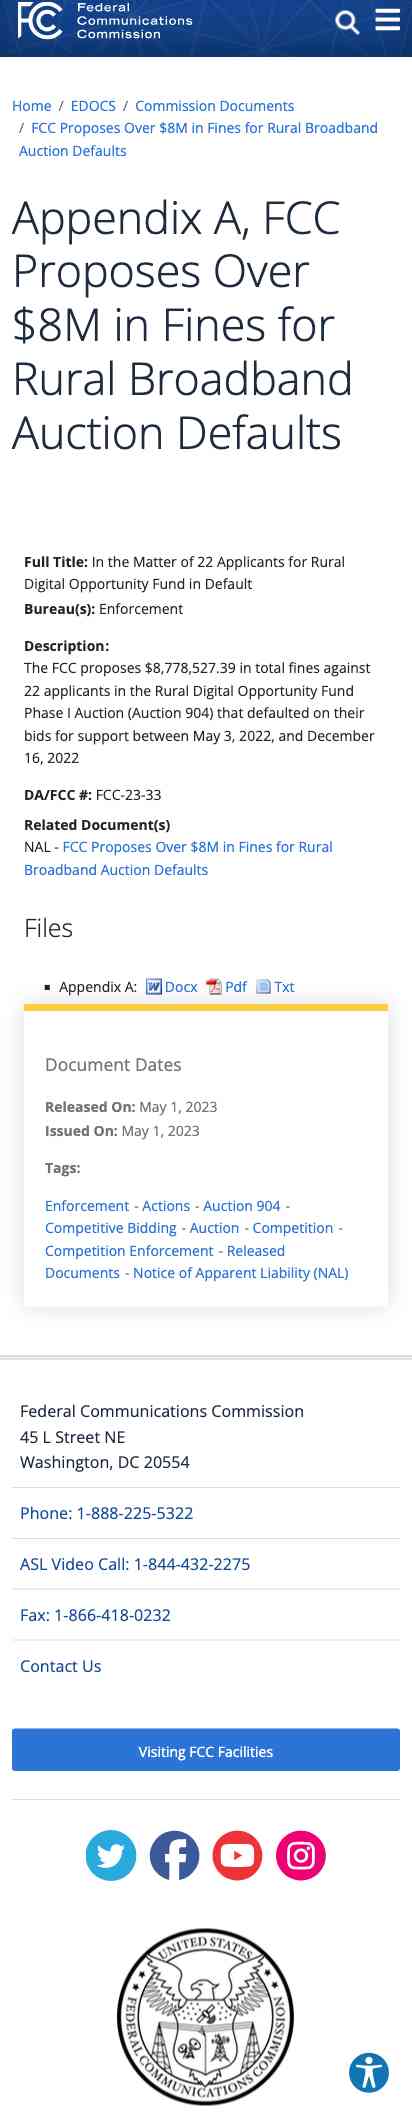 FCC Federal
Communications
Commission
Home / EDOCS / Commission Documents
/ FCC Proposes Over $8M in Fines for Rural Broadband
Auction Defaults
Appendix A, FCC
Proposes Over
$8M in Fines for
Rural Broadband
Auction Defaults
Full Title: In the Matter of 22 Applicants for Rural
Digital Opportunity Fund in Default
Bureau(s): Enforcement
Description:
The FCC proposes $8,778,527.39 in total fines against
22 applicants in the Rural Digital Opportunity Fund
Phase I Auction (Auction 904) that defaulted on their
bids for support between May 3, 2022, and December
16, 2022
DA/FCC #: FCC-23-33
Related Document(s)
NAL - FCC Proposes Over $8M in Fines for Rural
Broadband Auction Defaults
Files
Appendix A: Docx Pdf Txt
Document Dates
Released On: May 1, 2023
Issued On: May 1, 2023
Tags:
Enforcement - Actions - Auction 904 -
Competitive Bidding - Auction - Competition -
Competition Enforcement - Released
Documents - Notice of Apparent Liability (NAL)
Federal Communications Commission
45 L Street NE
Washington, DC 20554
Phone: 1-888-225-5322
ASL Video Call: 1-844-432-2275
Fax: 1-866-418-0232
Contact Us
Visiting FCC Facilities
UNITED STATES
FEDERAL COMMUNICATIONS COMMISSION